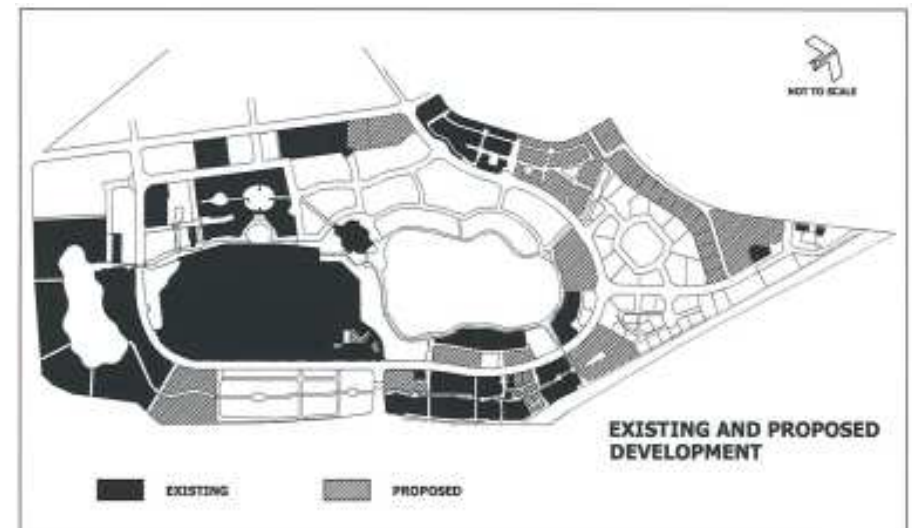 NOT TO SCALE
EXISTING AND PROPOSED
DEVELOPMENT
EXISTING
PROPOSED